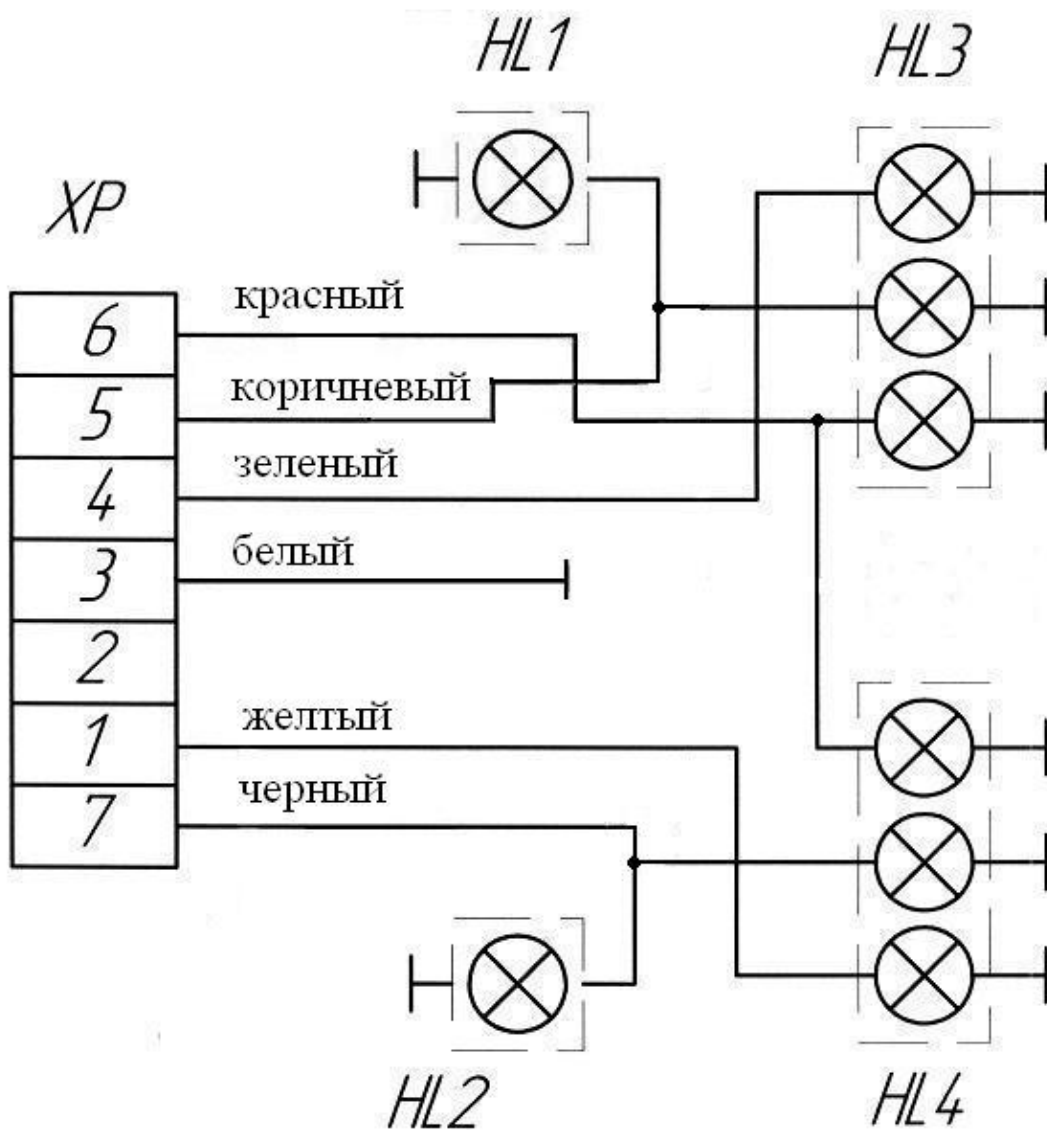 HL1
HL3
XP
6
красный
5
коричневый
4
зеленый
3
белый
2
1
желтый
7
черный
HL2
HL4